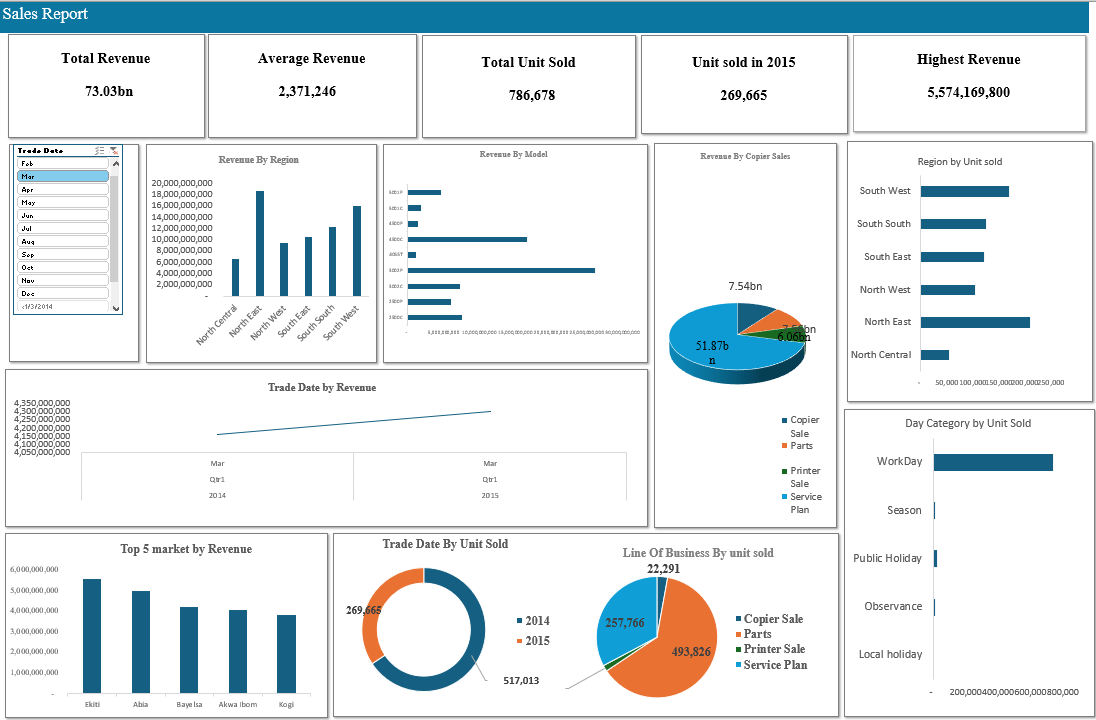 Sales Report
Total Revenue
73.03bn
Average Revenue
2,371,246
Total Unit Sold
786,678
Unit sold in 2015
269,665
Highest Revenue
5,574,169,800
Trade Date
Feb
Mar
Apr
May
Jun
Jul
Aug
Sep
Oct
Nov
Dec
<1/3/2014
Revenue By Region
20,000,000,000
18,000,000,000
16,000,000,000
14,000,000,000
12,000,000,000
10,000,000,000
8,000,000,000
6,000,000,000
4,000,000,000
2,000,000,000
-
North Central
North East
North West
South East
South South
South West
Revenue By Model
Revenue By Copier Sales
7.54bn
6.06bn
51.87b
n
Copier
Sale
Parts
Printer
Sale
Service
Plan
Region by Unit sold
South West
South South
South East
North West
North East
North Central
- 50,000 100,000 150,000 200,000 250,000
Trade Date by Revenue
4,350,000,000
4,300,000,000
4,250,000,000
4,200,000,000
4,150,000,000
4,100,000,000
4,050,000,000
Mar Mar
Qtr1 Qtr1
2014 2015
Day Category by Unit Sold
WorkDay
Season
Public Holiday
Observance
Local holiday
- 200,000 400,000 600,000 800,000
Top 5 market by Revenue
6,000,000,000
5,000,000,000
4,000,000,000
3,000,000,000
2,000,000,000
1,000,000,000
-
Ekiti Abia Bayelsa Akwa Ibom Kogi
Trade Date By Unit Sold
269,665
517,013
2014
2015
Line Of Business By unit sold
22,291
257,766
493,826
Copier Sale
Parts
Printer Sale
Service Plan